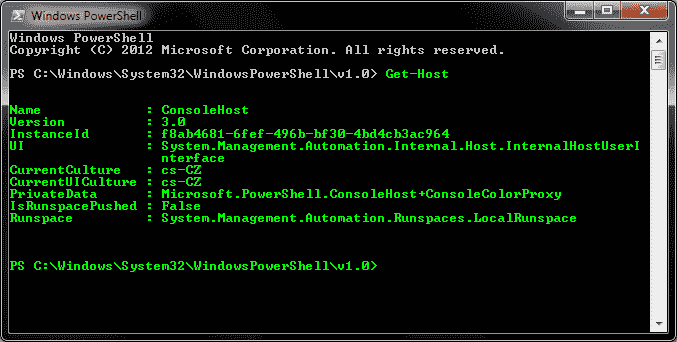 Windows PowerShell
Windows PowerShell
Copyright (C) 2012 Microsoft Corporation. All rights reserved.
PS C:\Windows\System32\WindowsPowerShell\v1.0> Get-Host
Name             : ConsoleHost
Version          : 3.0
InstanceId       : f8ab4681-6fef-496b-bf30-4bd4cb3ac964
UI               : System.Management.Automation.Internal.Host.InternalHostUserI
                   nterface
CurrentCulture   : cs-CZ
CurrentUICulture : cs-CZ
PrivateData      : Microsoft.PowerShell.ConsoleHost+ConsoleColorProxy
IsRunspacePushed : False
Runspace         : System.Management.Automation.Runspaces.LocalRunspace
PS C:\Windows\System32\WindowsPowerShell\v1.0>